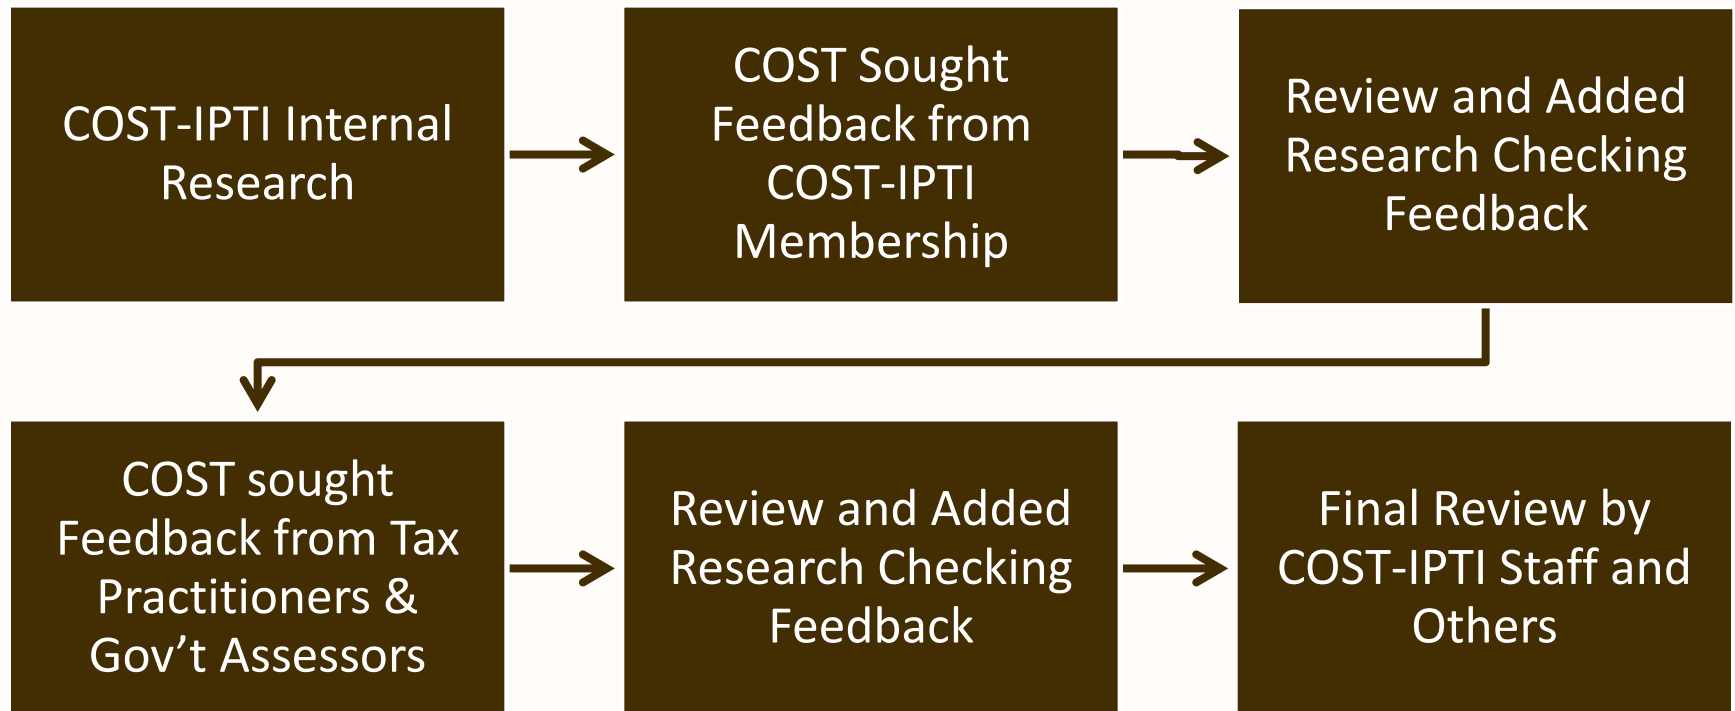 COST-IPTI Internal
Research
COST Sought
Feedback from
COST-IPTI
Membership
Review and Added
Research Checking
Feedback
COST sought
Feedback from Tax
Practitioners &
Gov’t Assessors
Review and Added
Research Checking
Feedback
Final Review by
COST-IPTI Staff and
Others